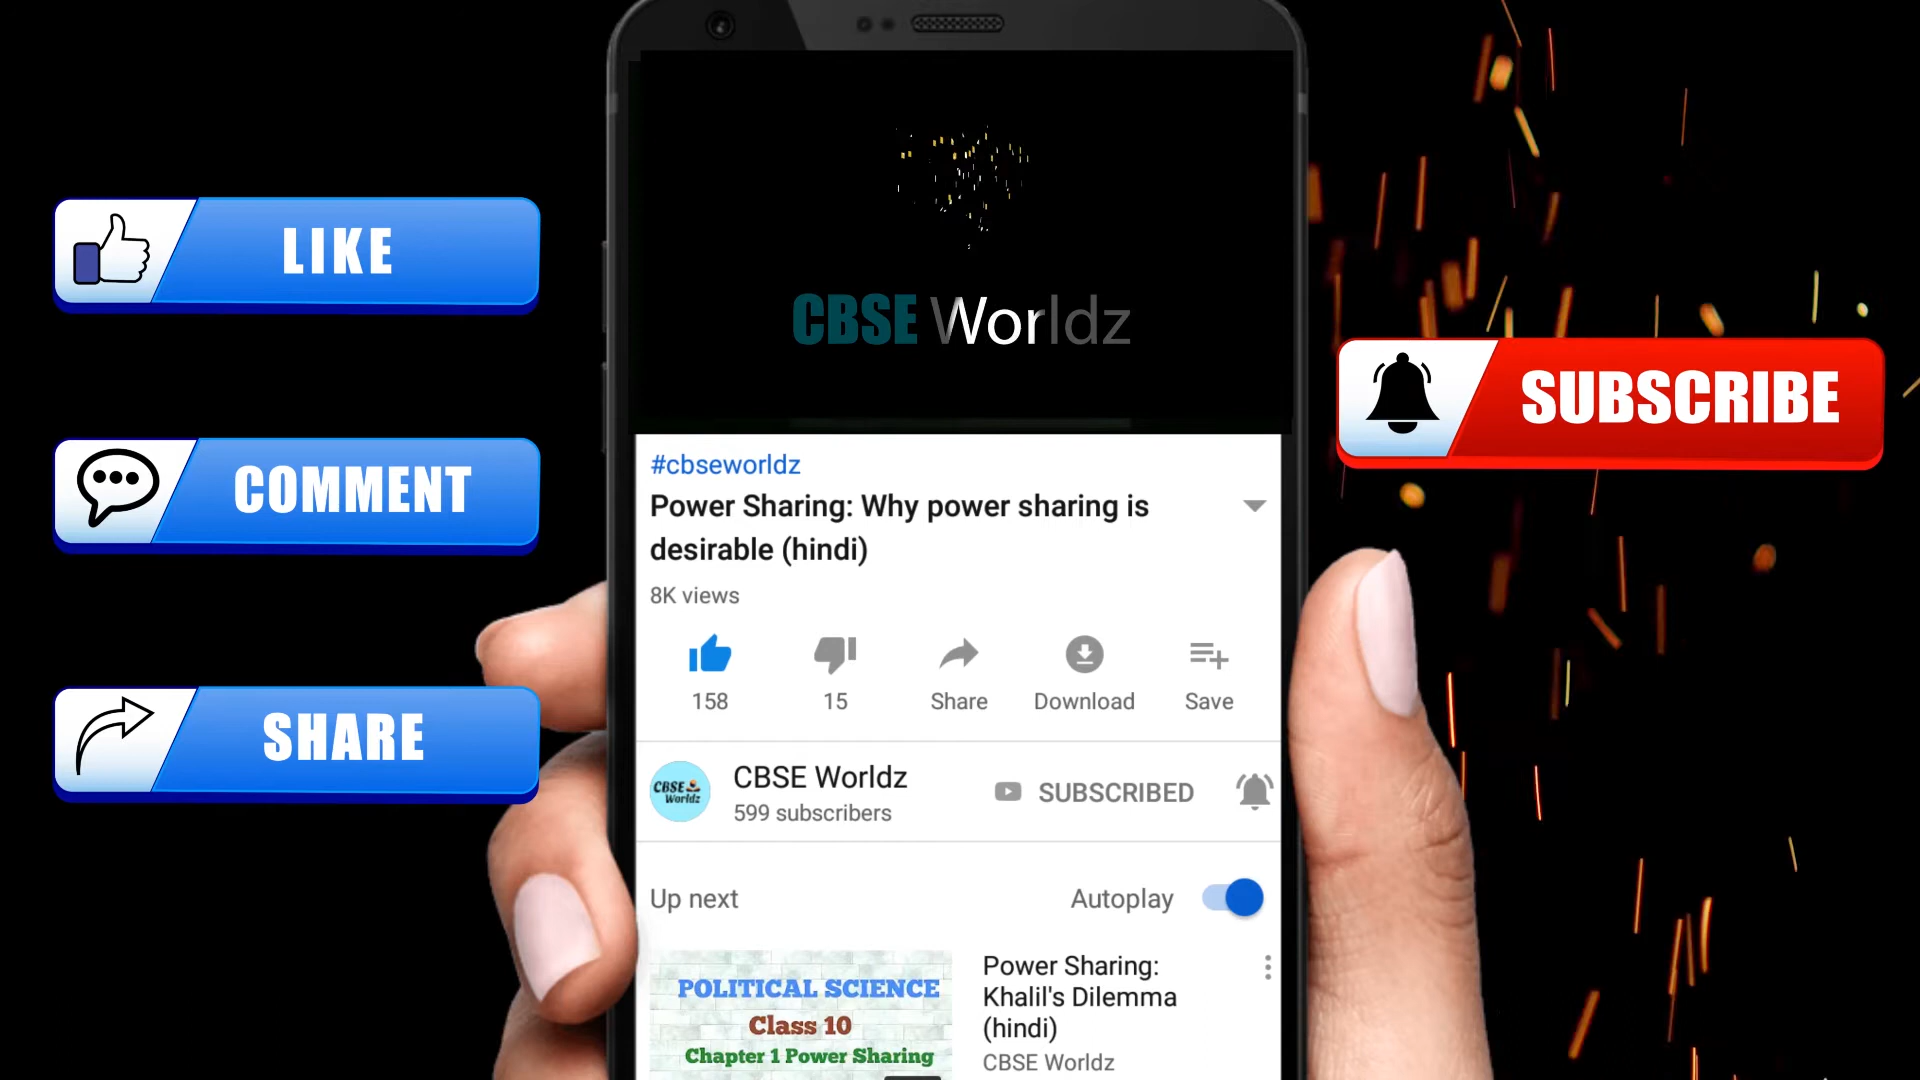 LIKE
COMMENT
SHARE
CBSE Worldz
SUBSCRIBE
#cbseworldz
Power Sharing: Why power sharing is
desirable (hindi)
8K views
158
15
Share
Download
Save
CBSE
Worldz
CBSE Worldz
599 subscribers
SUBSCRIBED
Up next
Autoplay
POLITICAL SCIENCE
Class 10
Chapter 1 Power Sharing
Power Sharing:
Khalil's Dilemma
(hindi)
CBSE Worldz